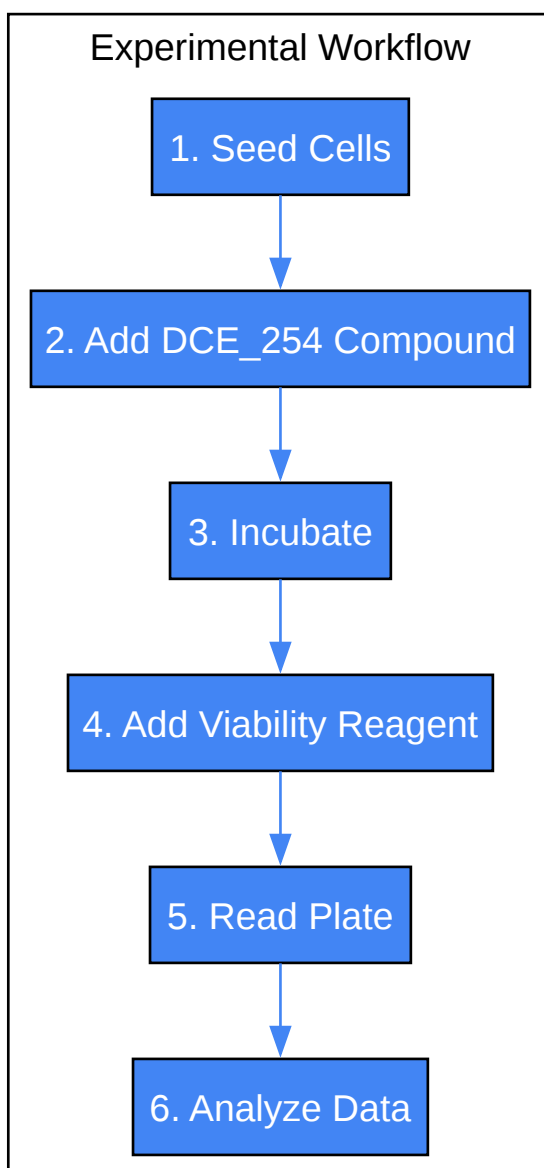 Experimental Workflow
1. Seed Cells
2. Add DCE_254 Compound
3. Incubate
4. Add Viability Reagent
5. Read Plate
6. Analyze Data